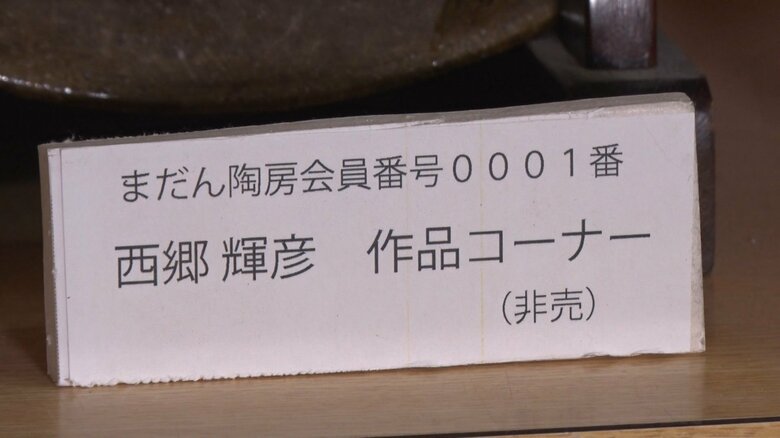 まだん陶房会員番号０００１番
西郷 輝彦　作品コーナー
（非売）